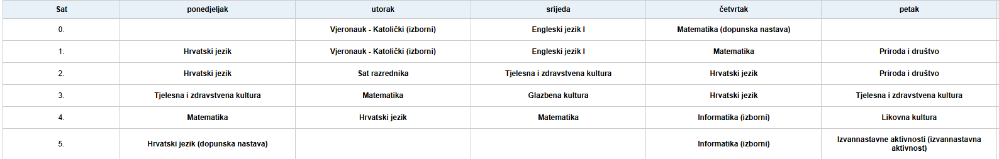 Sat ponedjeljak utorak srijeda četvrtak petak
0. Vjeronauk - Katolički (izborni) Engleski jezik I Matematika (dopunska nastava)
1. Hrvatski jezik Vjeronauk - Katolički (izborni) Engleski jezik I Matematika Priroda i društvo
2. Hrvatski jezik Sat razrednika Tjelesna i zdravstvena kultura Hrvatski jezik Priroda i društvo
3. Tjelesna i zdravstvena kultura Matematika Glazbena kultura Hrvatski jezik Tjelesna i zdravstvena kultura
4. Matematika Hrvatski jezik Matematika Informatika (izborni) Likovna kultura
5. Hrvatski jezik (dopunska nastava) Informatika (izborni) Izvannastavne aktivnosti (izvannastavna
aktivnost)